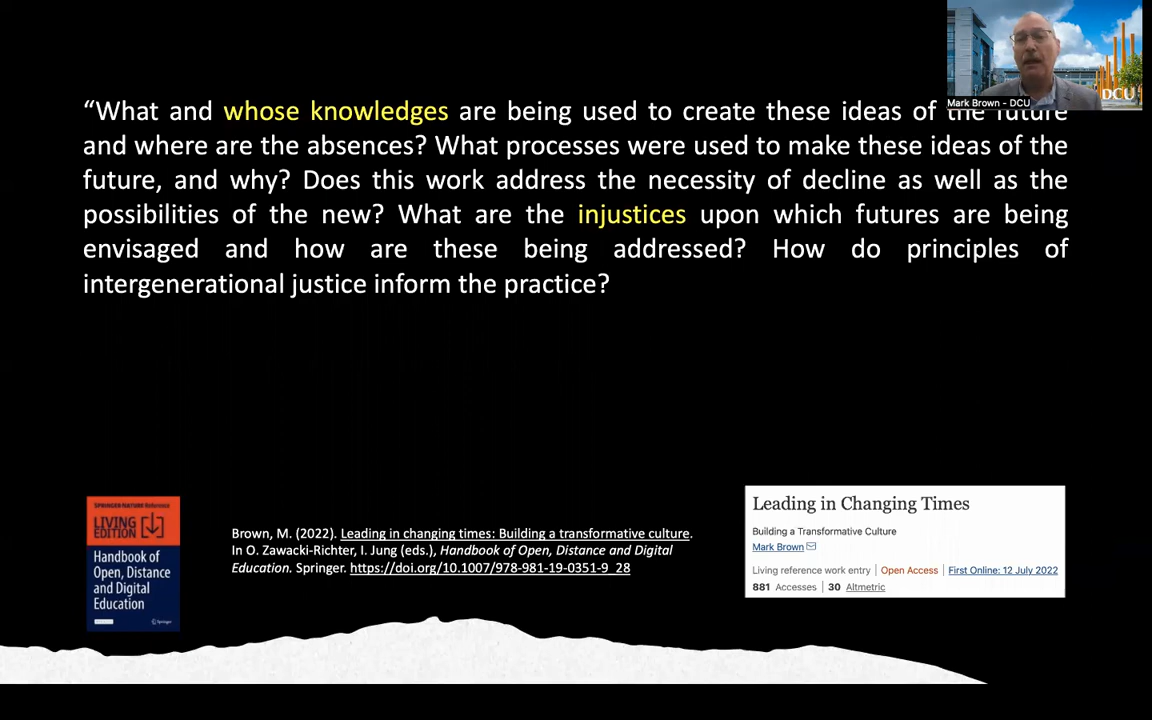 Mark Brown - DCU
DCU
“What and whose knowledges are being used to create these ideas of the future
and where are the absences? What processes were used to make these ideas of the
future, and why? Does this work address the necessity of decline as well as the
possibilities of the new? What are the injustices upon which futures are being
envisaged and how are these being addressed? How do principles of
intergenerational justice inform the practice?
SPRINGER NATURE Reference
LIVING
EDITION
Handbook of
Open, Distance
and Digital
Education
Springer
Brown, M. (2022). Leading in changing times: Building a transformative culture.
In O. Zawacki-Richter, I. Jung (eds.), Handbook of Open, Distance and Digital
Education. Springer. https://doi.org/10.1007/978-981-19-0351-9_28
Leading in Changing Times
Building a Transformative Culture
Mark Brown
Living reference work entry | Open Access | First Online: 12 July 2022
881 Accesses | 30 Altmetric